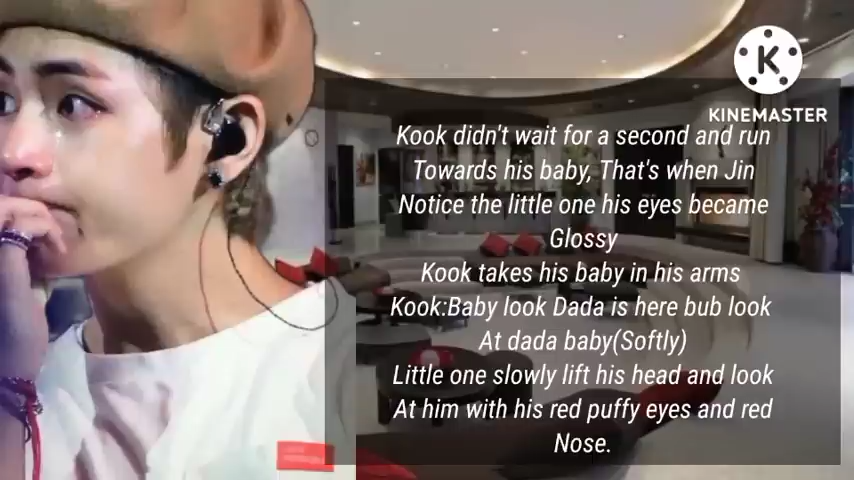 K
KINEMASTER
Kook didn't wait for a second and run
Towards his baby, That's when Jin
Notice the little one his eyes became
Glossy
Kook takes his baby in his arms
Kook:Baby look Dada is here bub look
At dada baby(Softly)
Little one slowly lift his head and look
At him with his red puffy eyes and red
Nose.